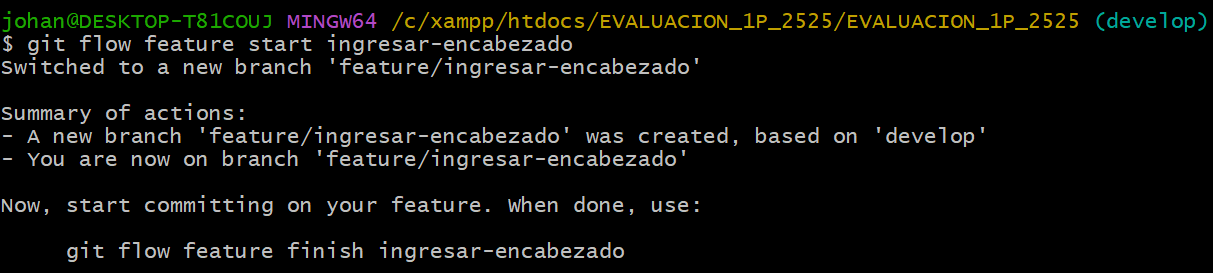 johan@DESKTOP-T81COUJ MINGW64 /c/xampp/htdocs/EVALUACION_1P_2525/EVALUACION_1P_2525 (develop)
$ git flow feature start ingresar-encabezado
Switched to a new branch 'feature/ingresar-encabezado'
Summary of actions:
- A new branch 'feature/ingresar-encabezado' was created, based on 'develop'
- You are now on branch 'feature/ingresar-encabezado'
Now, start committing on your feature. When done, use:
git flow feature finish ingresar-encabezado